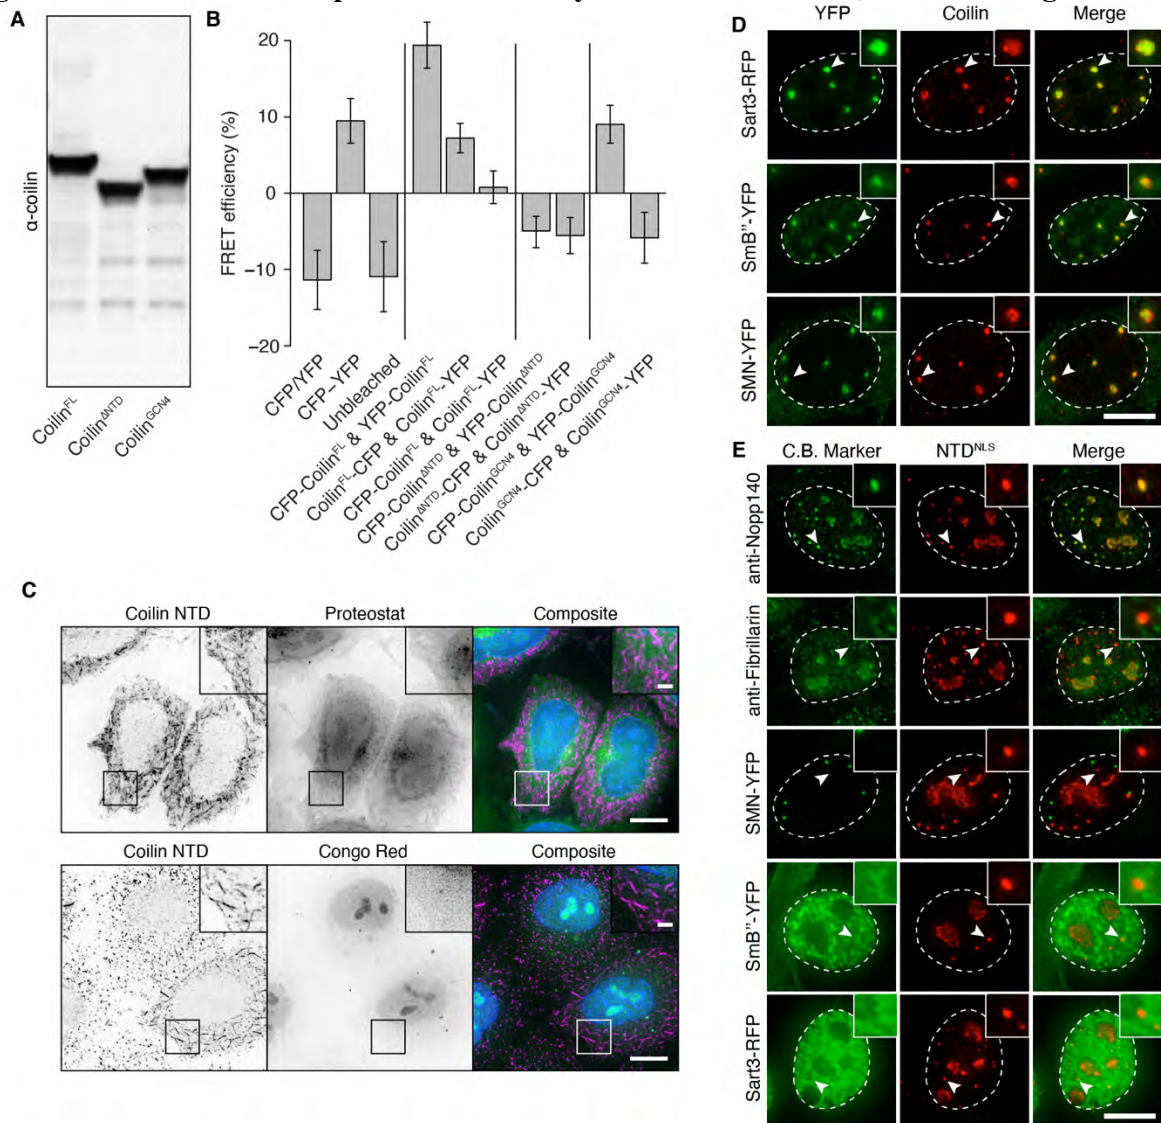 A
α-coilin
Coilin^FL
Coilin^ΔNTD
Coilin^GCN4
B
FRET efficiency (%)
20
10
0
−10
−20
CFP/YFP
CFP–YFP
Unbleached
CFP-Coilin^FL & YFP-Coilin^FL
Coilin^FL-CFP & Coilin^FL-YFP
CFP-Coilin^FL & Coilin^FL-YFP
CFP-Coilin^ΔNTD & YFP-Coilin^ΔNTD
Coilin^ΔNTD-CFP & Coilin^ΔNTD-YFP
CFP-Coilin^GCN4 & YFP-Coilin^GCN4
Coilin^GCN4-CFP & Coilin^GCN4-YFP
C
Coilin NTD Proteostat Composite
Coilin NTD Congo Red Composite
D
YFP Coilin Merge
Sart3-RFP
SmB”-YFP
SMN-YFP
E
C.B. Marker NTD^NLS Merge
anti-Nopp140
anti-Fibrillarin
SMN-YFP
SmB”-YFP
Sart3-RFP